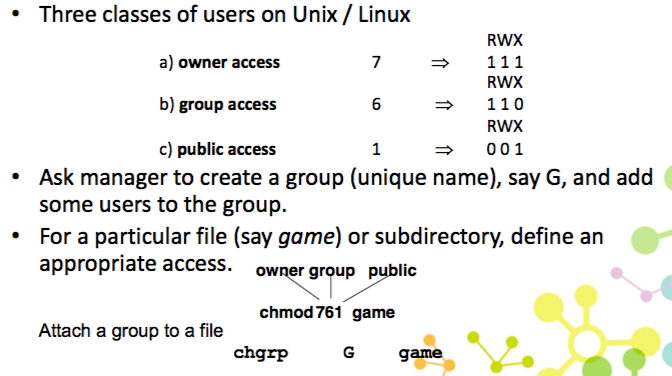 • Three classes of users on Unix / Linux
RWX
a) owner access 7 ⇒ 1 1 1
RWX
b) group access 6 ⇒ 1 1 0
RWX
c) public access 1 ⇒ 0 0 1
• Ask manager to create a group (unique name), say G, and add
some users to the group.
• For a particular file (say game) or subdirectory, define an
appropriate access.
owner group public
chmod 761 game
Attach a group to a file
chgrp G game